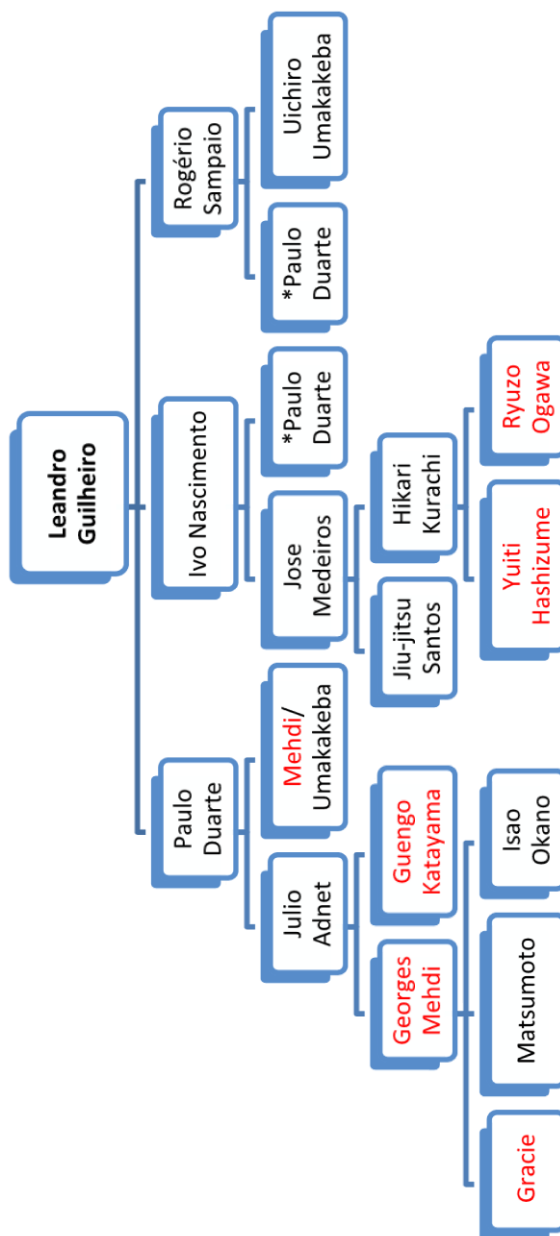 Leandro
Guilheiro
Paulo
Duarte
Ivo Nascimento
Rogério
Sampaio
Julio
Adnet
Mehdi/
Umakakeba
Jose
Medeiros
*Paulo
Duarte
*Paulo
Duarte
Uichiro
Umakakeba
Georges
Mehdi
Guengo
Katayama
Jiu-jitsu
Santos
Hikari
Kurachi
Gracie
Matsumoto
Isao
Okano
Yuiti
Hashizume
Ryuzo
Ogawa